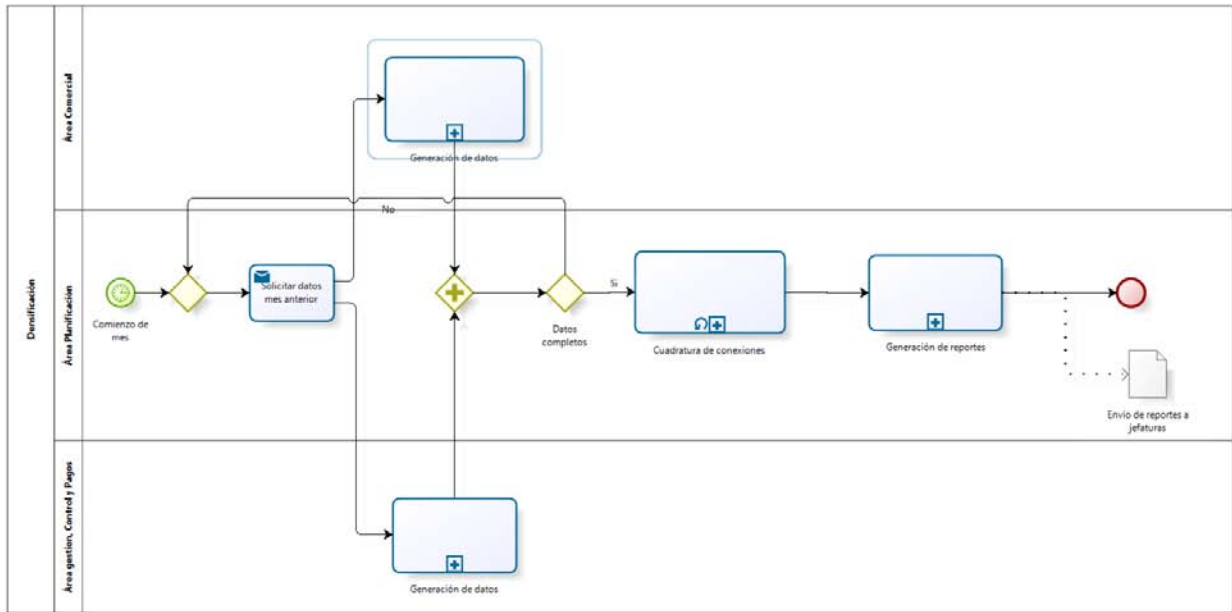 Densificación
Área Comercial
Generación de datos
No
Área Planificación
Comienzo de
mes
Solicitar datos
mes anterior
Datos
completos
Si
Cuadratura de conexiones
Generación de reportes
Envio de reportes a
jefaturas
Área gestion, Control y Pagos
Generación de datos